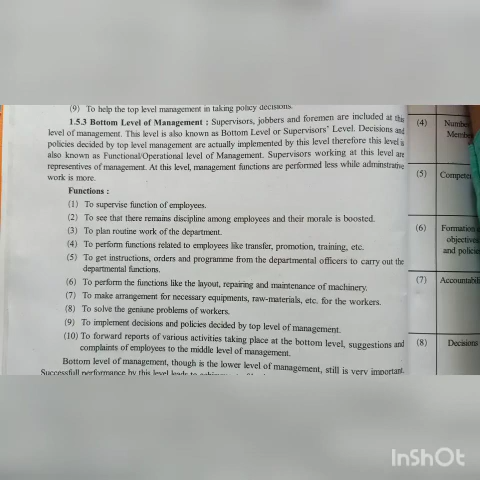 (9) To help the top level management in taking policy decisions.
1.5.3 Bottom Level of Management : Supervisors, jobbers and foremen are included at this
level of management. This level is also known as Bottom Level or Supervisors' Level. Decisions and
policies decided by top level management are actually implemented by this level therefore this level is
also known as Functional/Operational level of Management. Supervisors working at this level are
representives of management. At this level, management functions are performed less while adminstrative
work is more.
Functions :
(1) To supervise function of employees.
(2) To see that there remains discipline among employees and their morale is boosted.
(3) To plan routine work of the department.
(4) To perform functions related to employees like transfer, promotion, training, etc.
(5) To get instructions, orders and programme from the departmental officers to carry out the
departmental functions.
(6) To perform the functions like the layout, repairing and maintenance of machinery.
(7) To make arrangement for necessary equipments, raw-materials, etc. for the workers.
(8) To solve the geniune problems of workers.
(9) To implement decisions and policies decided by top level of management.
(10) To forward reports of various activities taking place at the bottom level, suggestions and
complaints of employees to the middle level of management.
Bottom level of management, though is the lower level of management, still is very important.
Successfull performance by this level leads to
(4) Number
(5)
(6) Formation
objectives
and policies
(7)
(8) Decisions
InShOt